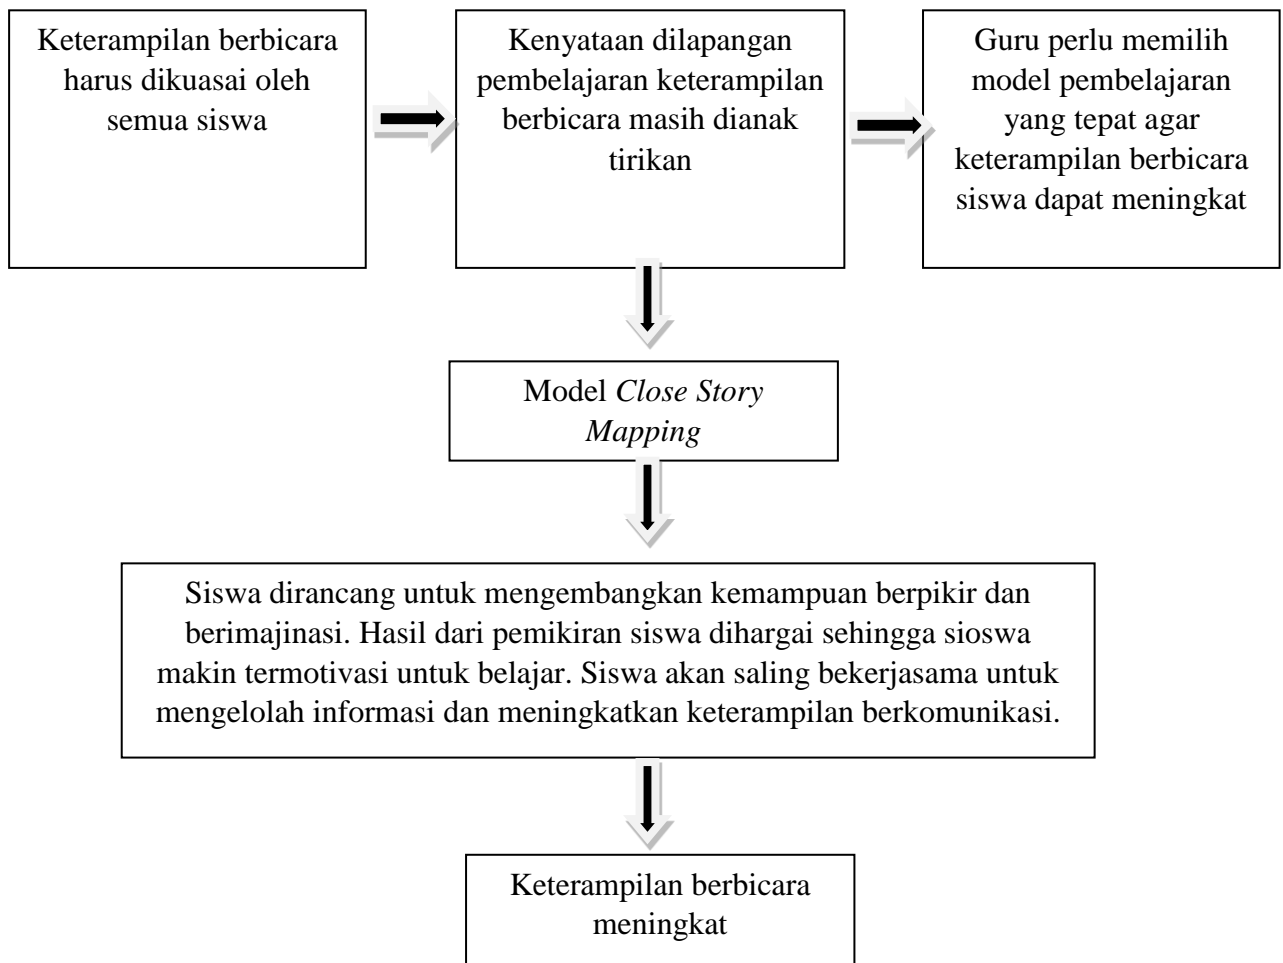 Keterampilan berbicara
harus dikuasai oleh
semua siswa
Kenyataan dilapangan
pembelajaran keterampilan
berbicara masih dianak
tirikan
Guru perlu memilih
model pembelajaran
yang tepat agar
keterampilan berbicara
siswa dapat meningkat
Model Close Story
Mapping
Siswa dirancang untuk mengembangkan kemampuan berpikir dan
berimajinasi. Hasil dari pemikiran siswa dihargai sehingga sioswa
makin termotivasi untuk belajar. Siswa akan saling bekerjasama untuk
mengelolah informasi dan meningkatkan keterampilan berkomunikasi.
Keterampilan berbicara
meningkat